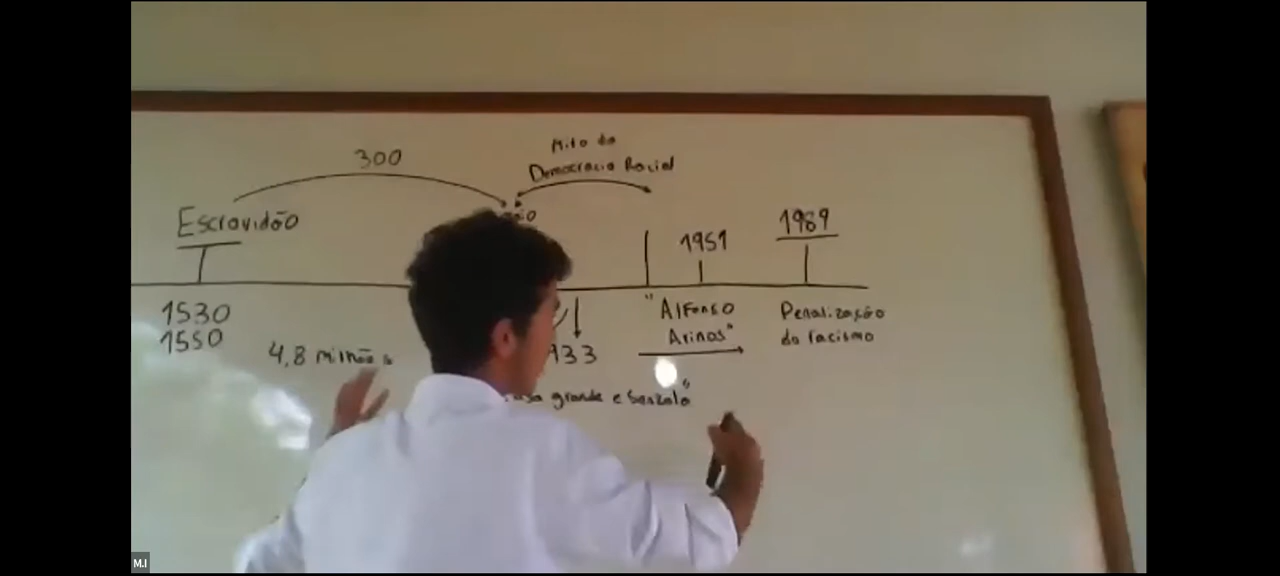 300
Mito da
Democracia Racial
Escravidão
1951
1989
1530
1550
4,8 milhões
933
"Alfonso
Arinos"
Penalização
do racismo
grande e Senzala"
M.I